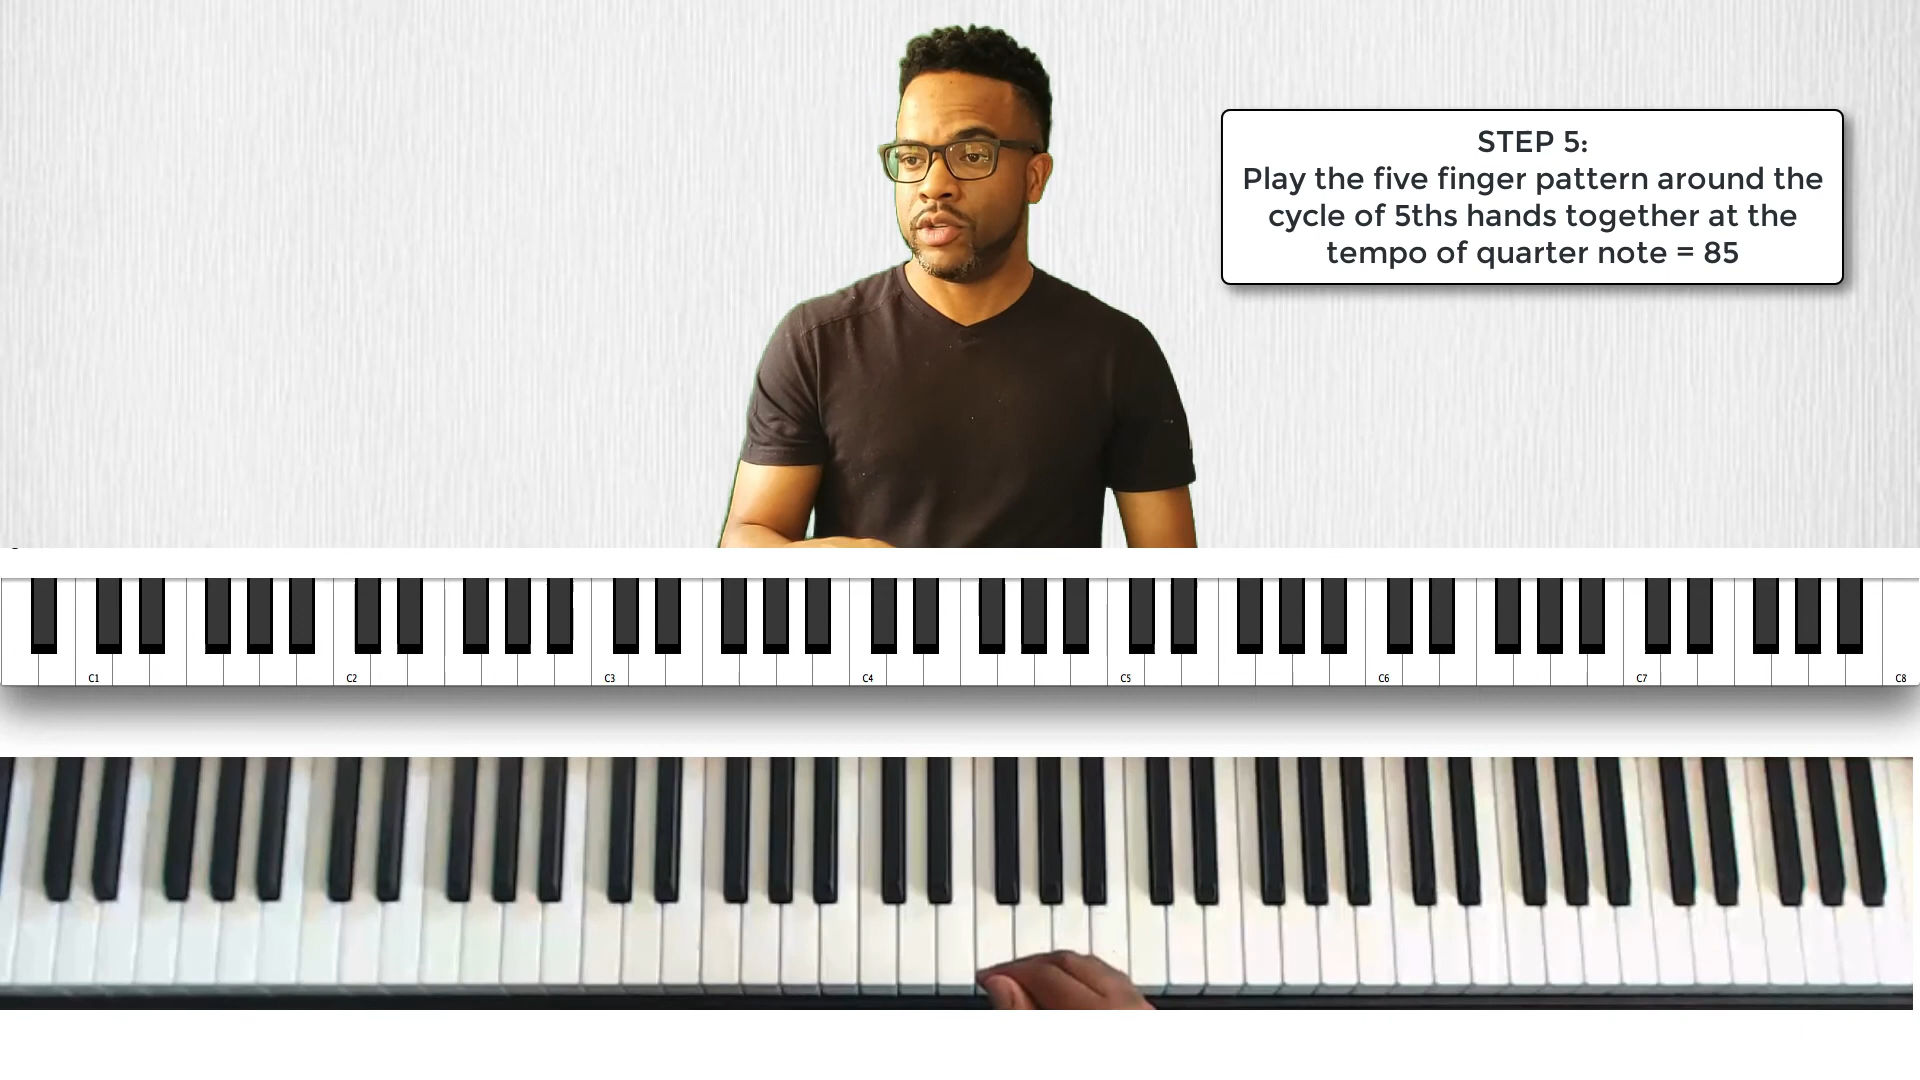 STEP 5:
Play the five finger pattern around the
cycle of 5ths hands together at the
tempo of quarter note = 85
C1 C2 C3 C4 C5 C6 C7 C8